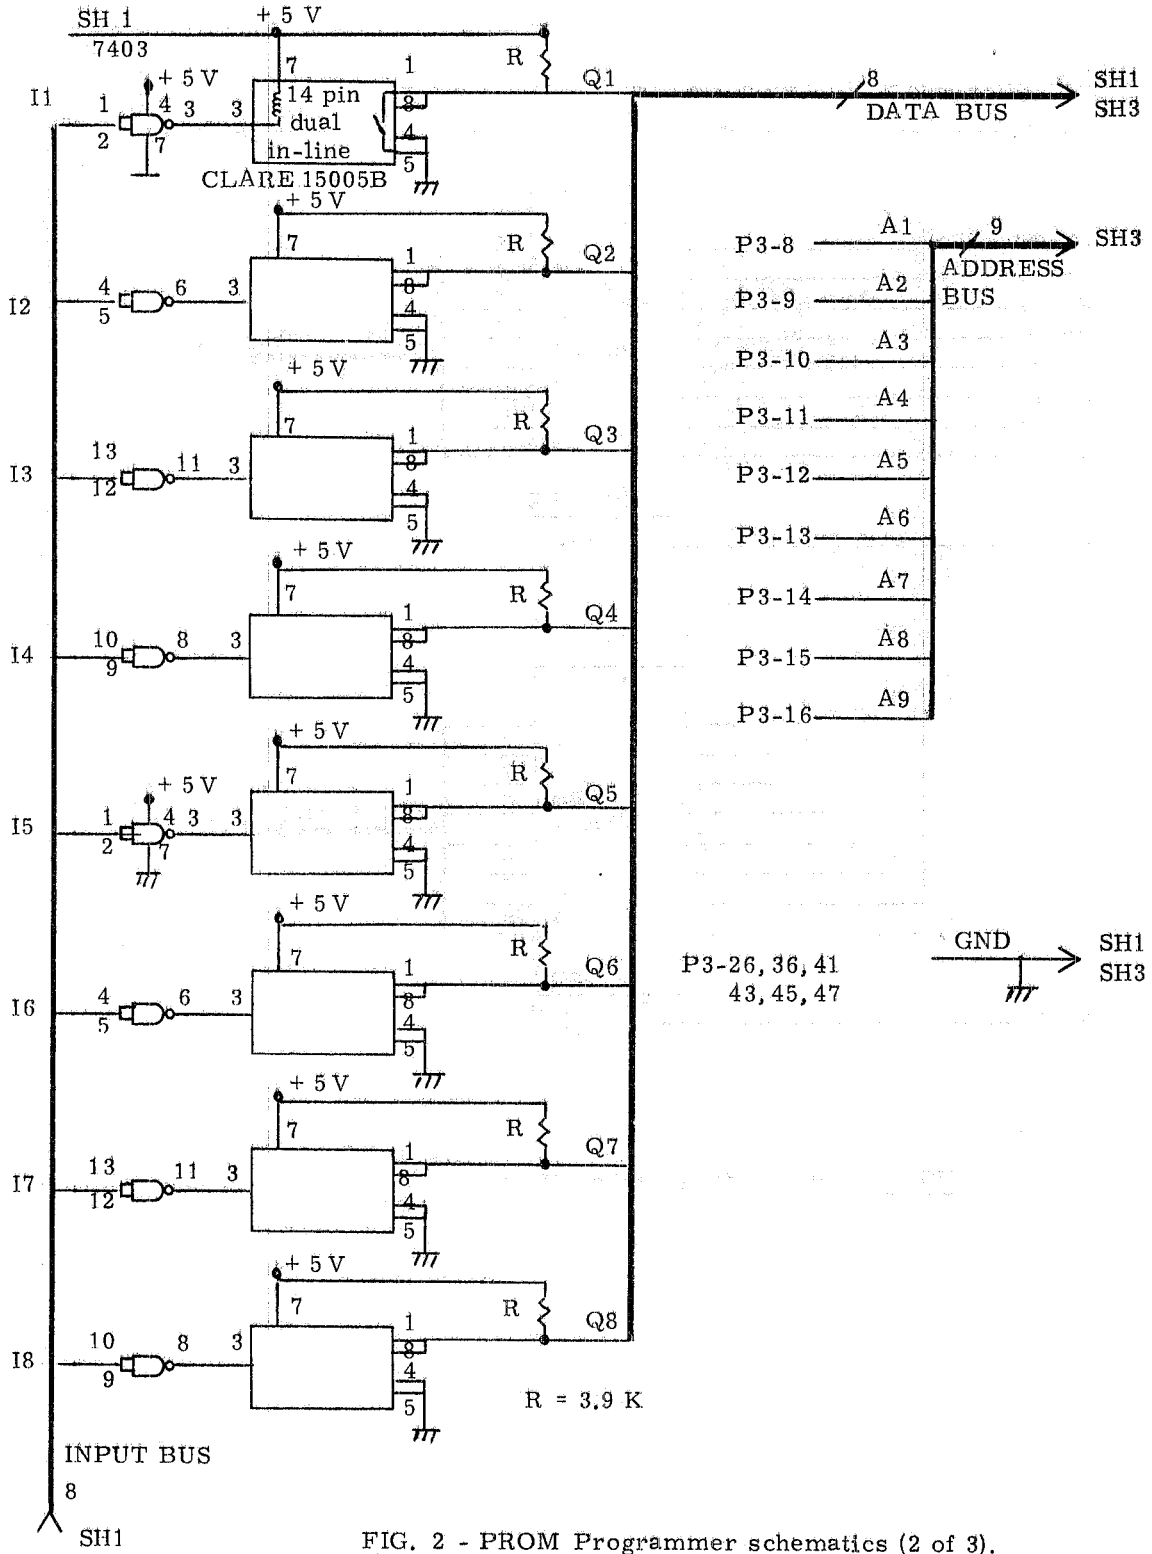 SH 1
+ 5 V
7403
R
7
1
+ 5 V
I1
1
4
3
3
14 pin
8
Q1
8
SH1
dual
DATA BUS
SH3
2
7
in-line
4
5
CLARE 15005B
+ 5 V
7
R
Q2
1
I2
4
6
3
8
5
4
5
+ 5 V
7
R
Q3
1
I3
13
11
3
8
12
4
5
+ 5 V
7
R
Q4
1
I4
10
8
3
8
9
4
5
+ 5 V
7
R
Q5
1
+ 5 V
I5
1
4
3
3
8
2
7
4
5
+ 5 V
7
R
Q6
1
I6
4
6
3
8
5
4
5
+ 5 V
7
R
Q7
1
I7
13
11
3
8
12
4
5
+ 5 V
7
R
Q8
1
I8
10
8
3
8
9
4
5
R = 3.9 K
INPUT BUS
8
SH1
P3-8
A1
9
SH3
ADDRESS
BUS
P3-9
A2
P3-10
A3
P3-11
A4
P3-12
A5
P3-13
A6
P3-14
A7
P3-15
A8
P3-16
A9
GND
SH1
P3-26, 36, 41
SH3
43, 45, 47
FIG. 2 - PROM Programmer schematics (2 of 3).